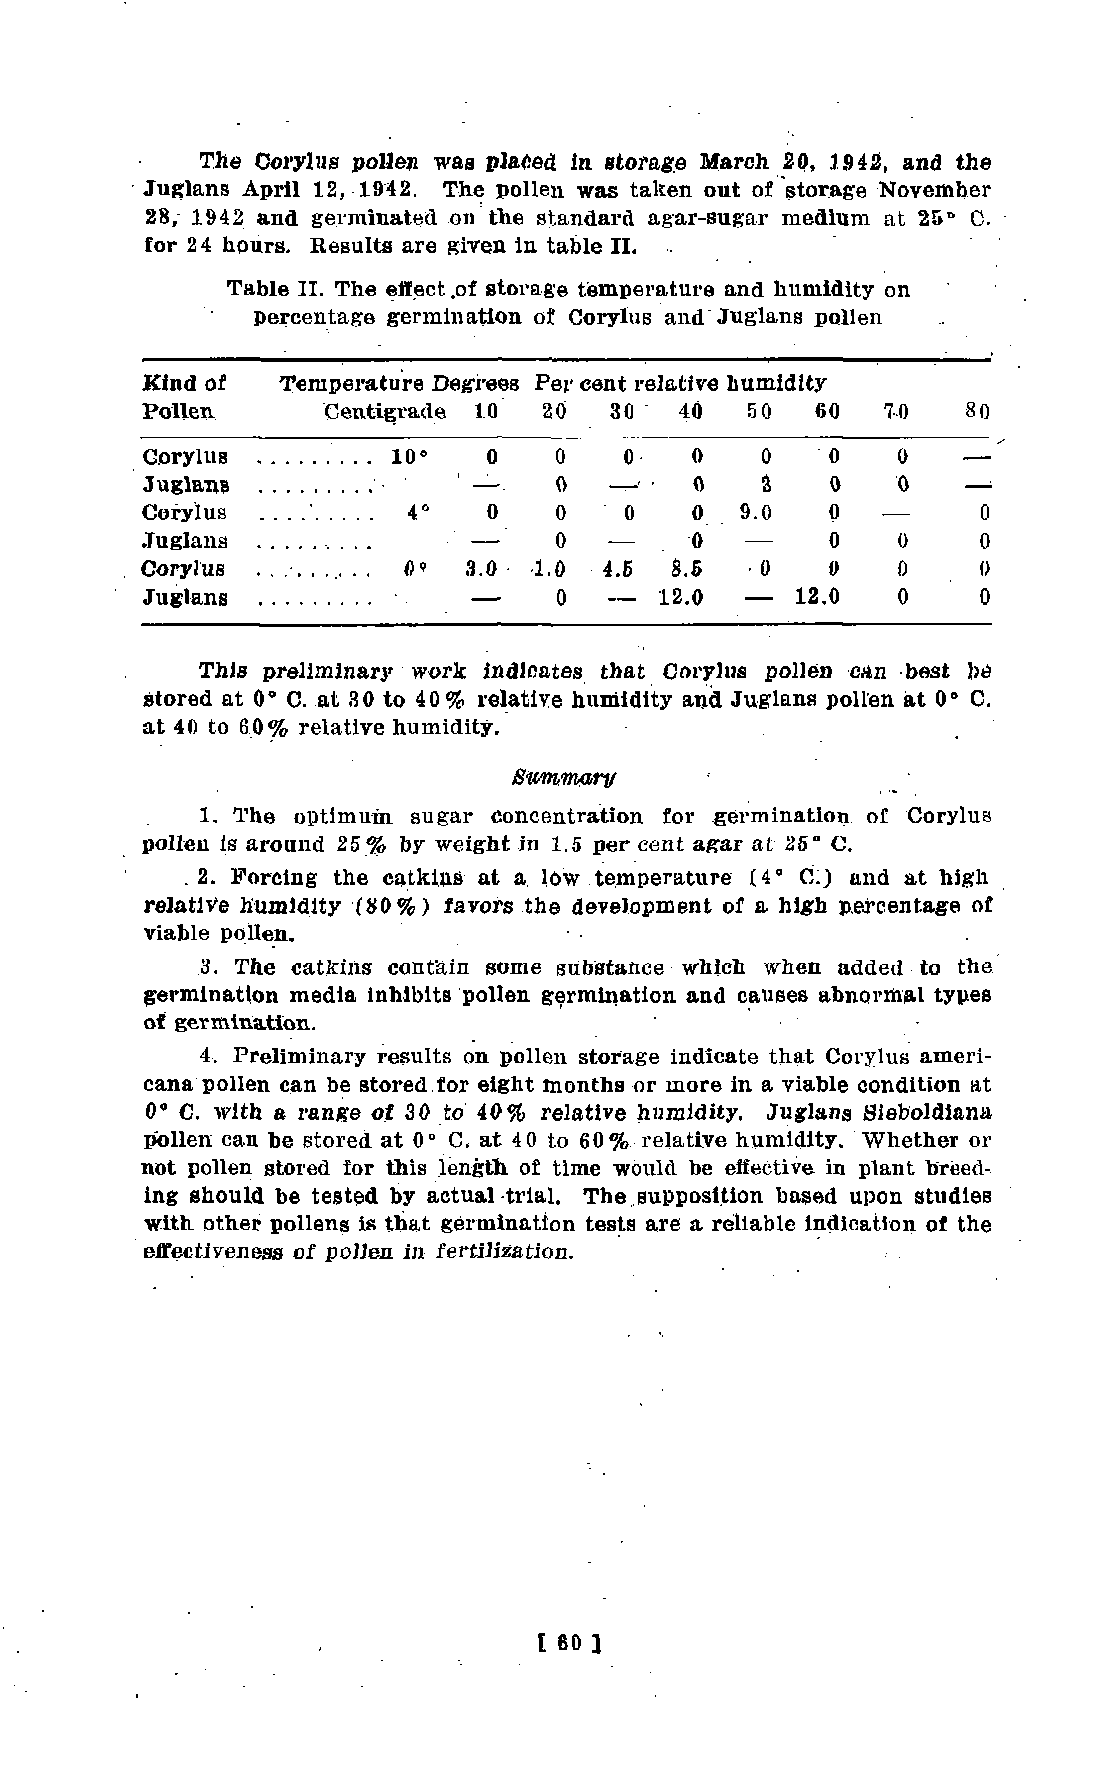 The Corylus pollen was placed in storage March 20, 1942, and the
Juglans April 12, 1942. The pollen was taken out of storage November
28, 1942 and germinated on the standard agar-sugar medium at 25° C.
for 24 hours. Results are given in table II.
Table II. The effect of storage temperature and humidity on
percentage germination of Corylus and Juglans pollen
Kind of Temperature Degrees Per cent relative humidity
Pollen Centigrade 10 20 30 40 50 60 70 80
Corylus ......... 10° 0 0 0 0 0 0 0 —
Juglans ......... — 0 — 0 3 0 0 —
Corylus ......... 4° 0 0 0 0 9.0 0 — 0
Juglans ......... — 0 — 0 — 0 0 0
Corylus ......... 0° 3.0 1.0 4.5 8.5 0 0 0 0
Juglans ......... — 0 — 12.0 — 12.0 0 0
This preliminary work indicates that Corylus pollen can best be
stored at 0° C. at 30 to 40% relative humidity and Juglans pollen at 0° C.
at 40 to 60% relative humidity.
Summary
1. The optimum sugar concentration for germination of Corylus
pollen is around 25% by weight in 1.5 per cent agar at 25° C.
2. Forcing the catkins at a low temperature (4° C.) and at high
relative humidity (80%) favors the development of a high percentage of
viable pollen.
3. The catkins contain some substance which when added to the
germination media inhibits pollen germination and causes abnormal types
of germination.
4. Preliminary results on pollen storage indicate that Corylus ameri-
cana pollen can be stored for eight months or more in a viable condition at
0° C. with a range of 30 to 40% relative humidity. Juglans Sieboldiana
pollen can be stored at 0° C. at 40 to 60% relative humidity. Whether or
not pollen stored for this length of time would be effective in plant breed-
ing should be tested by actual trial. The supposition based upon studies
with other pollens is that germination tests are a reliable indication of the
effectiveness of pollen in fertilization.
[ 60 ]